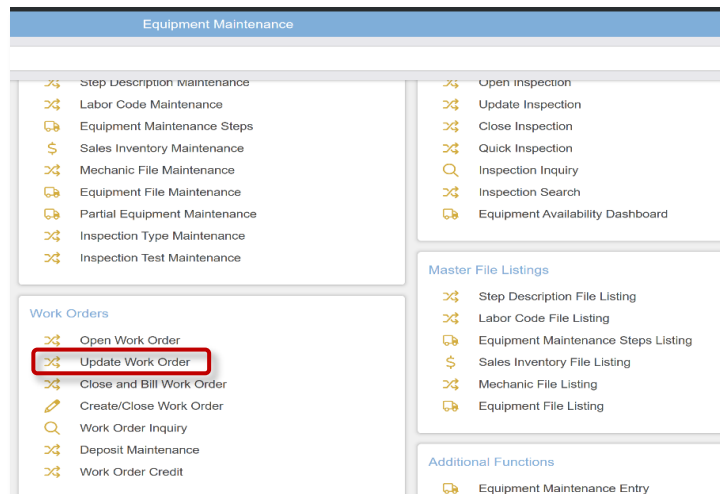 Equipment Maintenance
Step Description Maintenance
Labor Code Maintenance
Equipment Maintenance Steps
Sales Inventory Maintenance
Mechanic File Maintenance
Equipment File Maintenance
Partial Equipment Maintenance
Inspection Type Maintenance
Inspection Test Maintenance
Work Orders
Open Work Order
Update Work Order
Close and Bill Work Order
Create/Close Work Order
Work Order Inquiry
Deposit Maintenance
Work Order Credit
Open Inspection
Update Inspection
Close Inspection
Quick Inspection
Inspection Inquiry
Inspection Search
Equipment Availability Dashboard
Master File Listings
Step Description File Listing
Labor Code File Listing
Equipment Maintenance Steps Listing
Sales Inventory File Listing
Mechanic File Listing
Equipment File Listing
Additional Functions
Equipment Maintenance Entry